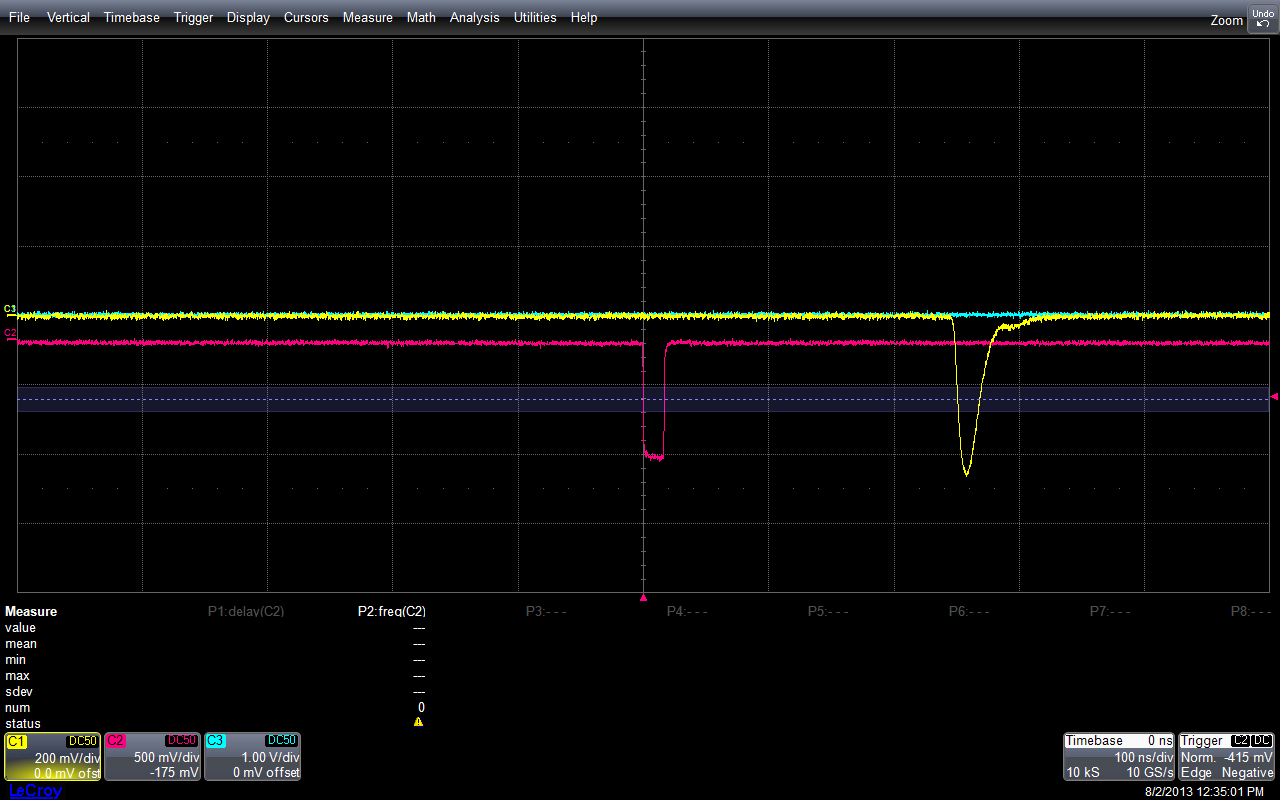 File Vertical Timebase Trigger Display Cursors Measure Math Analysis Utilities Help
Zoom Undo
C3
C2
Measure P1:delay(C2) P2:freq(C2) P3:- - - P4:- - - P5:- - - P6:- - - P7:- - - P8:- - -
value ---
mean ---
min ---
max ---
sdev ---
num 0
status
C1 DC50 C2 DC50 C3 DC50 Timebase 0 ns Trigger C2 DC
200 mV/div 500 mV/div 1.00 V/div 100 ns/div Norm. -415 mV
0.0 mV ofst -175 mV 0 mV offset 10 kS 10 GS/s Edge Negative
LeCroy 8/2/2013 12:35:01 PM